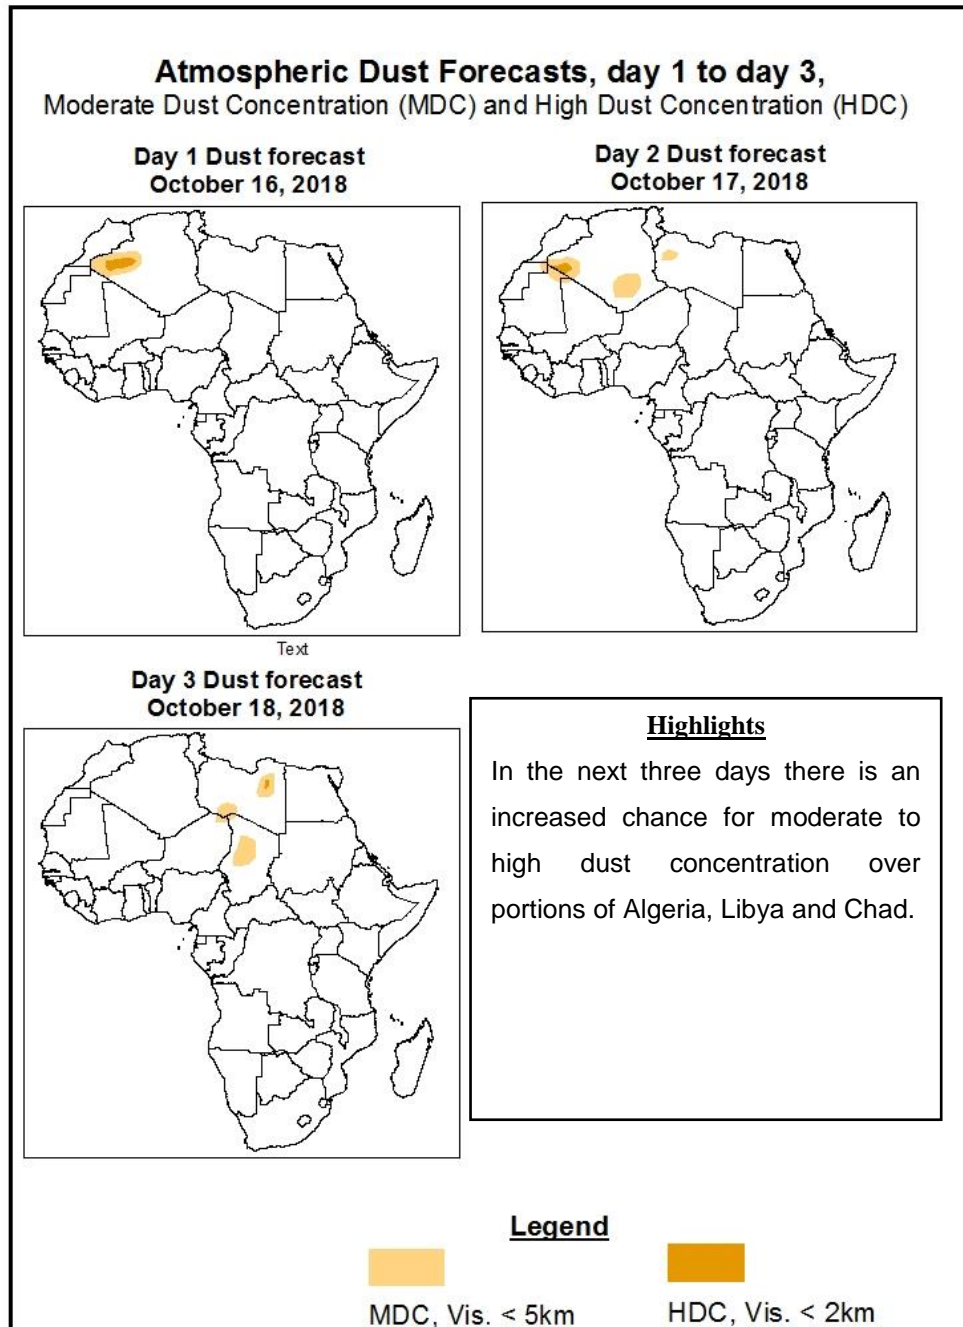 Atmospheric Dust Forecasts, day 1 to day 3,
Moderate Dust Concentration (MDC) and High Dust Concentration (HDC)
Day 1 Dust forecast
October 16, 2018
Day 2 Dust forecast
October 17, 2018
Text
Day 3 Dust forecast
October 18, 2018
Highlights
In the next three days there is an
increased chance for moderate to
high dust concentration over
portions of Algeria, Libya and Chad.
Legend
MDC, Vis. < 5km
HDC, Vis. < 2km